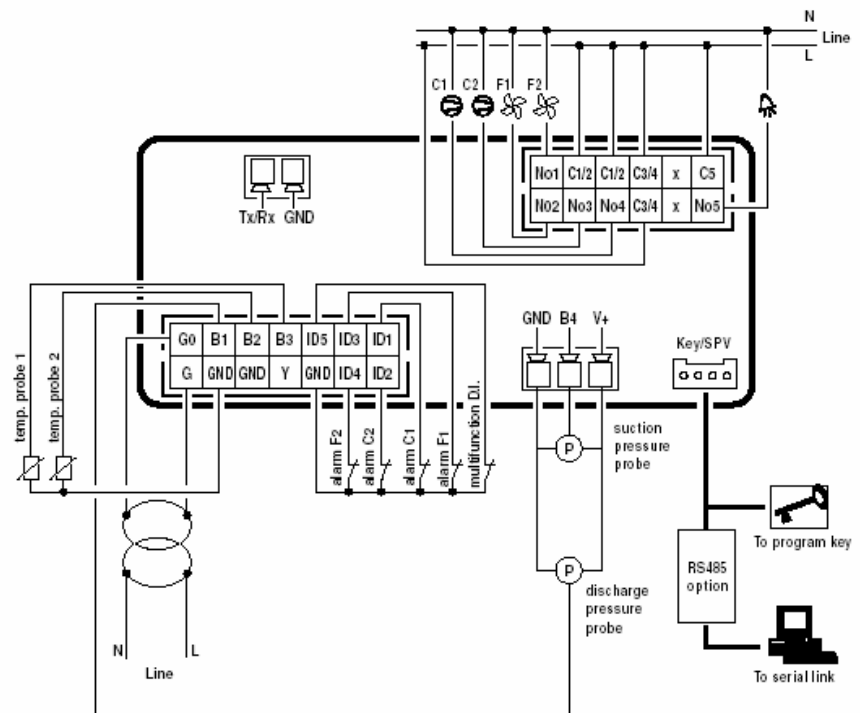 N
Line
L
C1 C2 F1 F2
No1 C1/2 C1/2 C3/4 x C5
No2 No3 No4 C3/4 x No5
Tx/Rx GND
GND B4 V+
Key/SPV
G0 B1 B2 B3 ID5 ID3 ID1
G GND GND Y GND ID4 ID2
temp. probe 1
temp. probe 2
alarm F2
alarm C2
alarm C1
alarm F1
multifunction D.I.
P
suction
pressure
probe
To program key
RS485
option
P
discharge
pressure
probe
N L
Line
To serial link